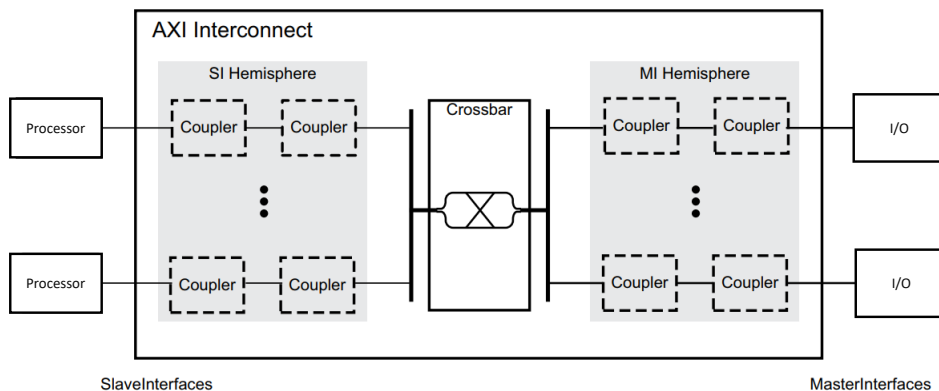 AXI Interconnect
SI Hemisphere
MI Hemisphere
Crossbar
Processor
Coupler
Coupler
Coupler
Coupler
I/O
Processor
Coupler
Coupler
Coupler
Coupler
I/O
SlaveInterfaces
MasterInterfaces